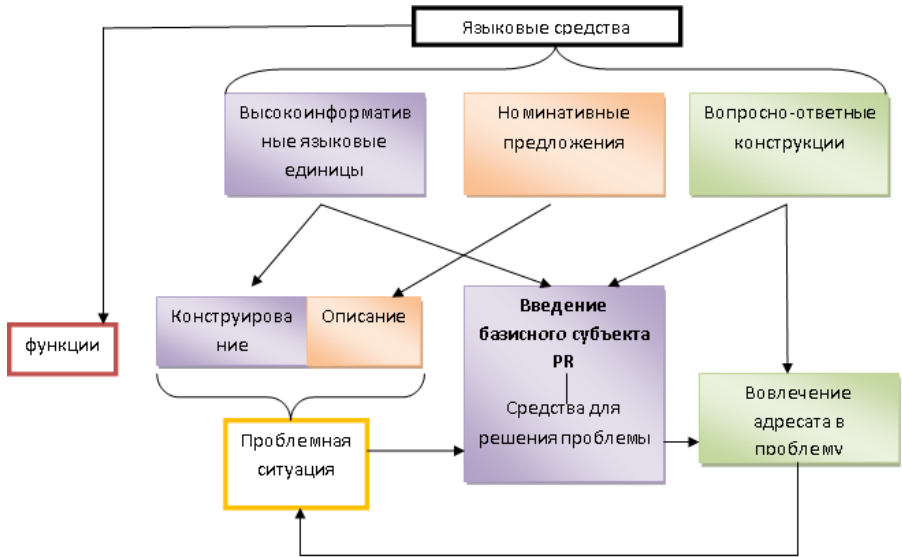 Языковые средства
Высокоинформатив
ные языковые
единицы
Номинативные
предложения
Вопросно-ответные
конструкции
функции
Конструирова
ние
Описание
Введение
базисного субъекта
PR
Средства для
решения проблемы
Проблемная
ситуация
Вовлечение
адресата в
проблему